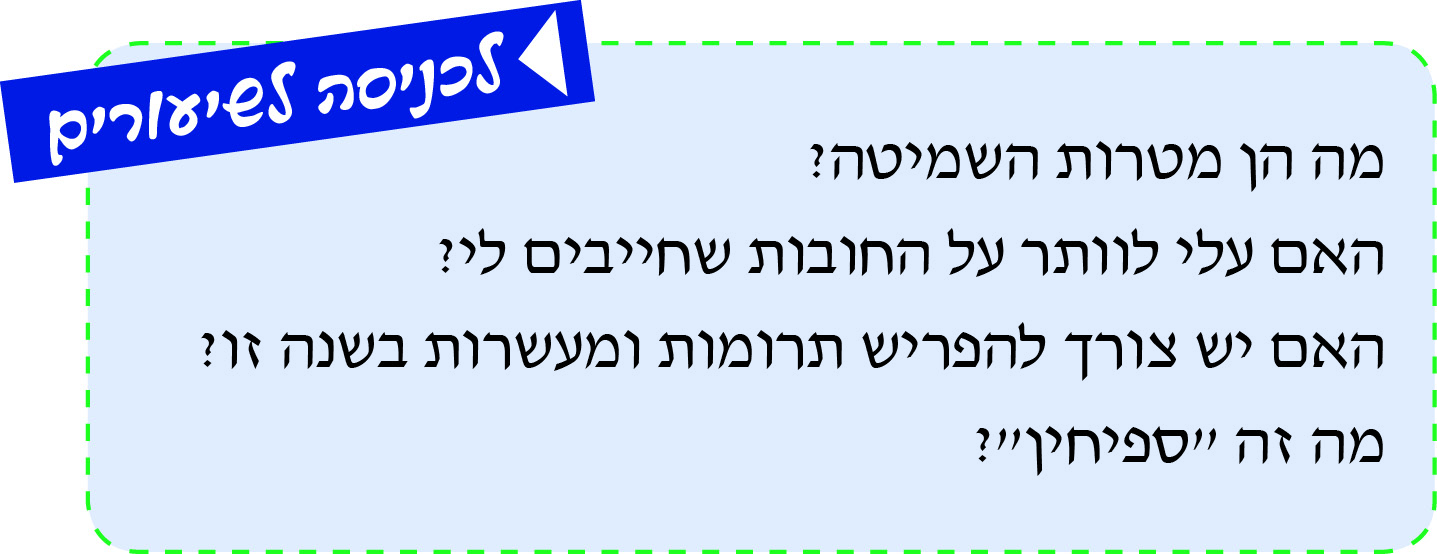 לכניסה לשיעורים
מה הן מטרות השמיטה?
האם עלי לוותר על החובות שחייבים לי?
האם יש צורך להפריש תרומות ומעשרות בשנה זו?
מה זה "ספיחין"?